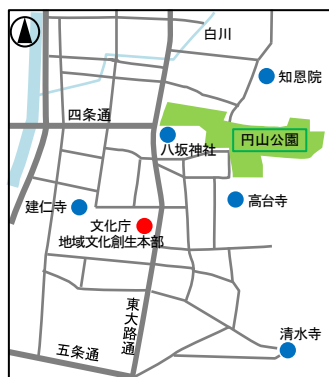 白川
知恩院
四条通
円山公園
八坂神社
高台寺
建仁寺
文化庁
地域文化創生本部
東大路通
清水寺
五条通